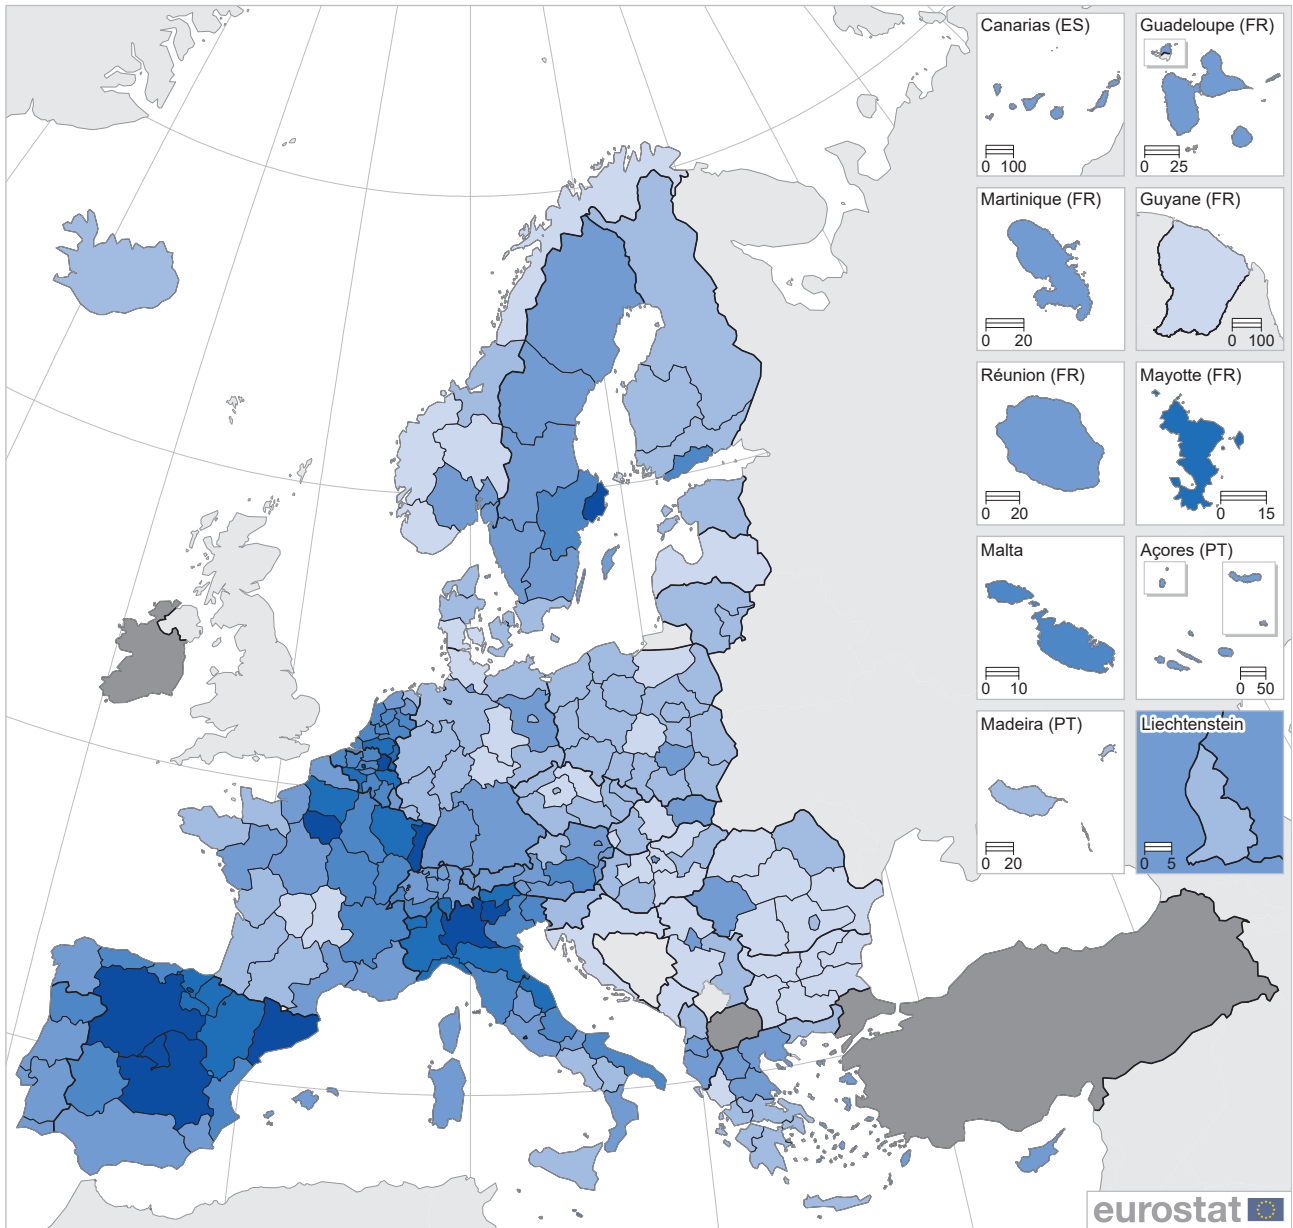 Canarias (ES)
0 100
Guadeloupe (FR)
0 25
Martinique (FR)
0 20
Guyane (FR)
0 100
Réunion (FR)
0 20
Mayotte (FR)
0 15
Malta
0 10
Açores (PT)
0 50
Madeira (PT)
0 20
Liechtenstein
0 5
eurostat